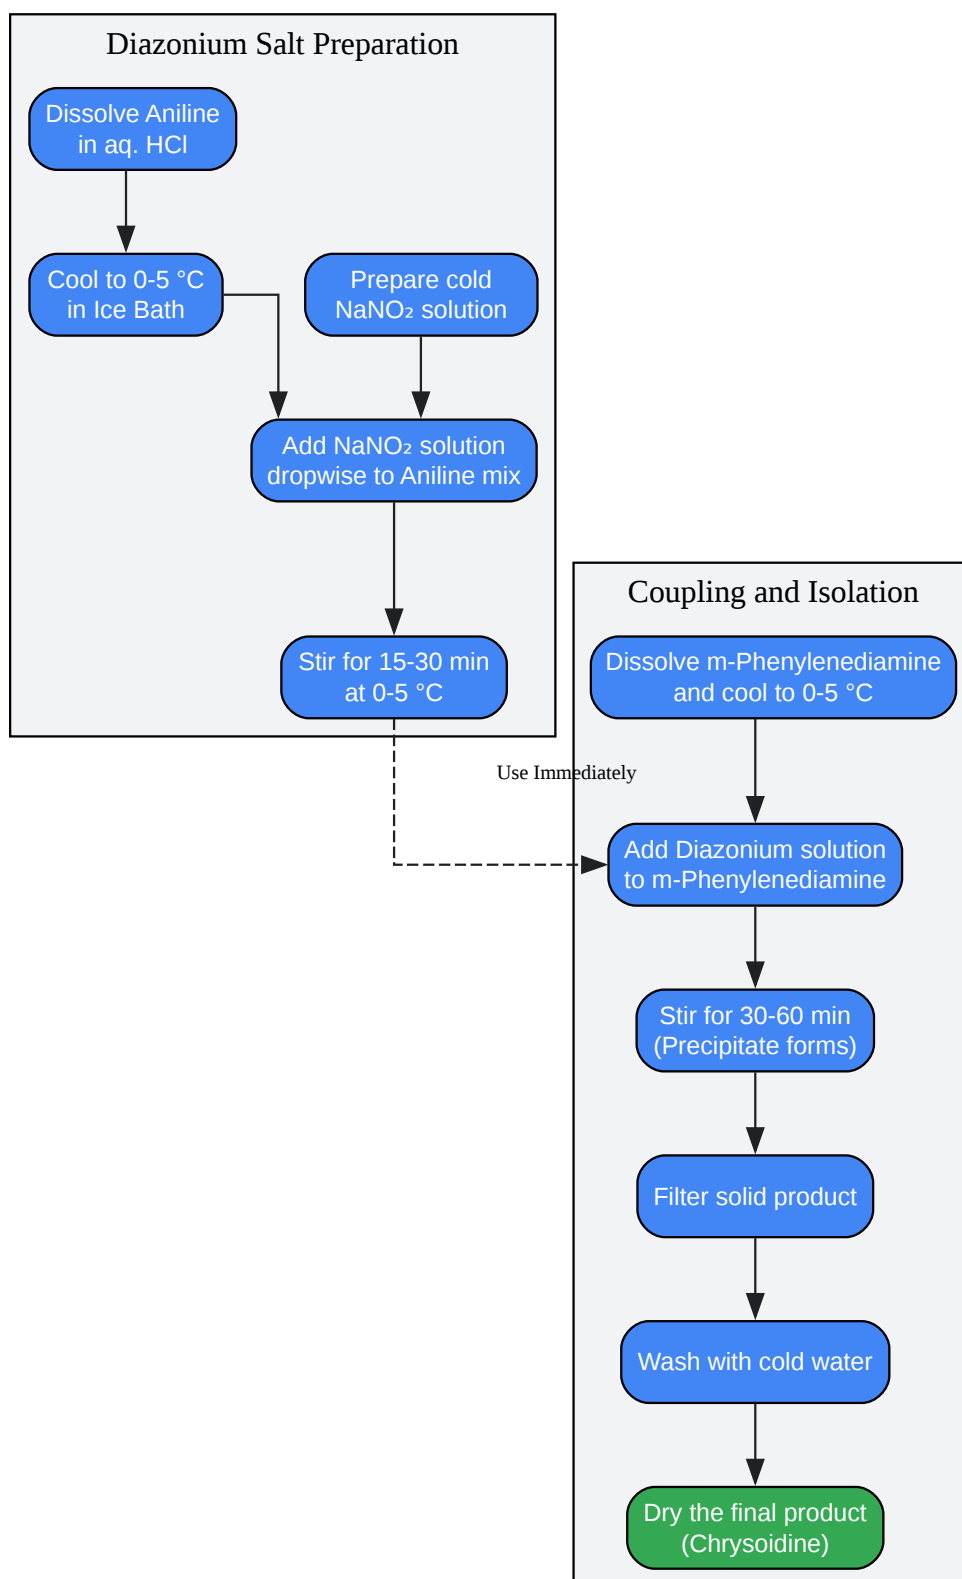 Diazonium Salt Preparation
Dissolve Aniline
in aq. HCl
Cool to 0-5 °C
in Ice Bath
Prepare cold
NaNO₂ solution
Add NaNO₂ solution
dropwise to Aniline mix
Stir for 15-30 min
at 0-5 °C
Use Immediately
Coupling and Isolation
Dissolve m-Phenylenediamine
and cool to 0-5 °C
Add Diazonium solution
to m-Phenylenediamine
Stir for 30-60 min
(Precipitate forms)
Filter solid product
Wash with cold water
Dry the final product
(Chrysoidine)